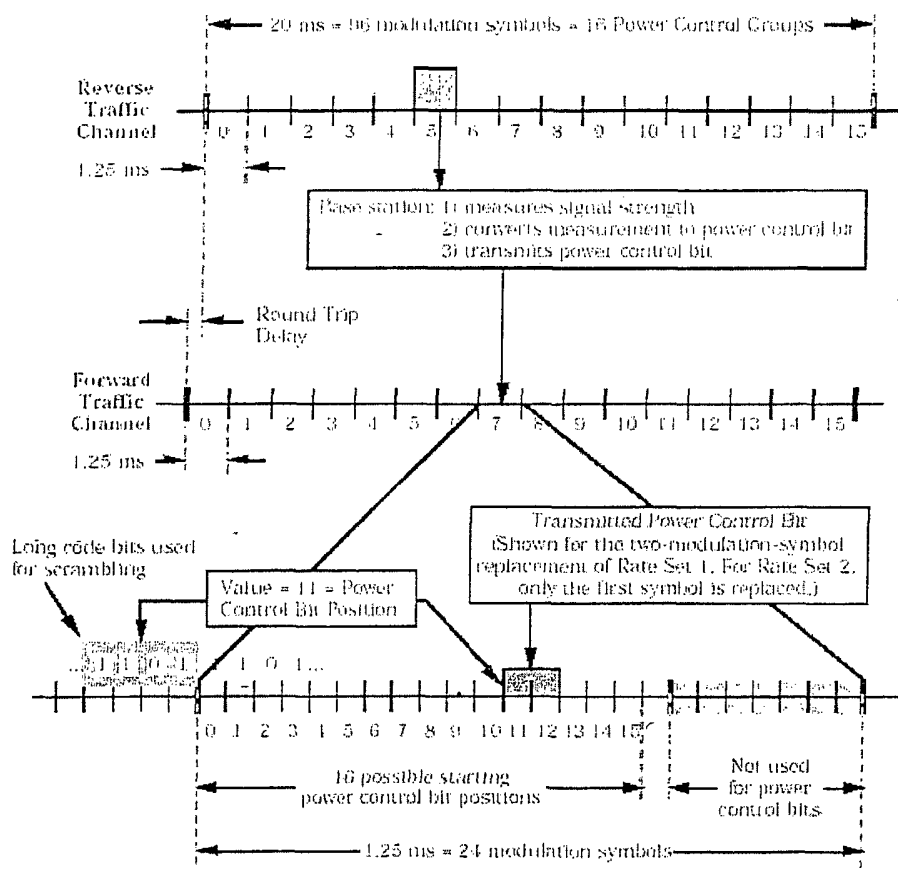 20 ms = 96 modulation symbols = 16 Power Control Groups
Reverse
Traffic
Channel
0 1 2 3 4 5 6 7 8 9 10 11 12 13 14 15
1.25 ms
Base station: 1) measures signal strength
2) converts measurement to power control bit
3) transmits power control bit
Round Trip
Delay
Forward
Traffic
Channel
0 1 2 3 4 5 6 7 8 9 10 11 12 13 14 15
1.25 ms
Transmitted Power Control Bit
(Shown for the two-modulation-symbol
replacement of Rate Set 1. For Rate Set 2,
only the first symbol is replaced.)
Long code bits used
for scrambling
Value = 11 = Power
Control Bit Position
... 1 1 0 1 1 0 1 ...
0 1 2 3 4 5 6 7 8 9 10 11 12 13 14 15
16 possible starting
power control bit positions
Not used
for power
control bits
1.25 ms = 24 modulation symbols